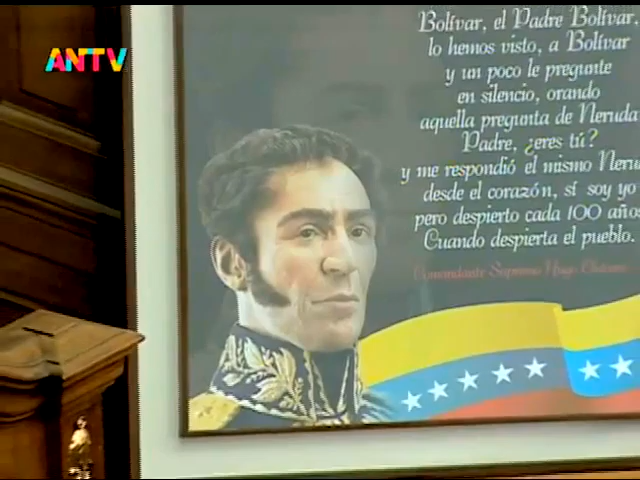 ANTV
Bolívar, el Padre Bolívar,
lo hemos visto, a Bolívar
y un poco le pregunte
en silencio, orando
aquella pregunta de Neruda
Padre, ¿eres tú?
y me respondió el mismo Neru
desde el corazón, sí soy yo
pero despierto cada 100 años
Cuando despierta el pueblo.
Comandante Supremo Hugo Chávez